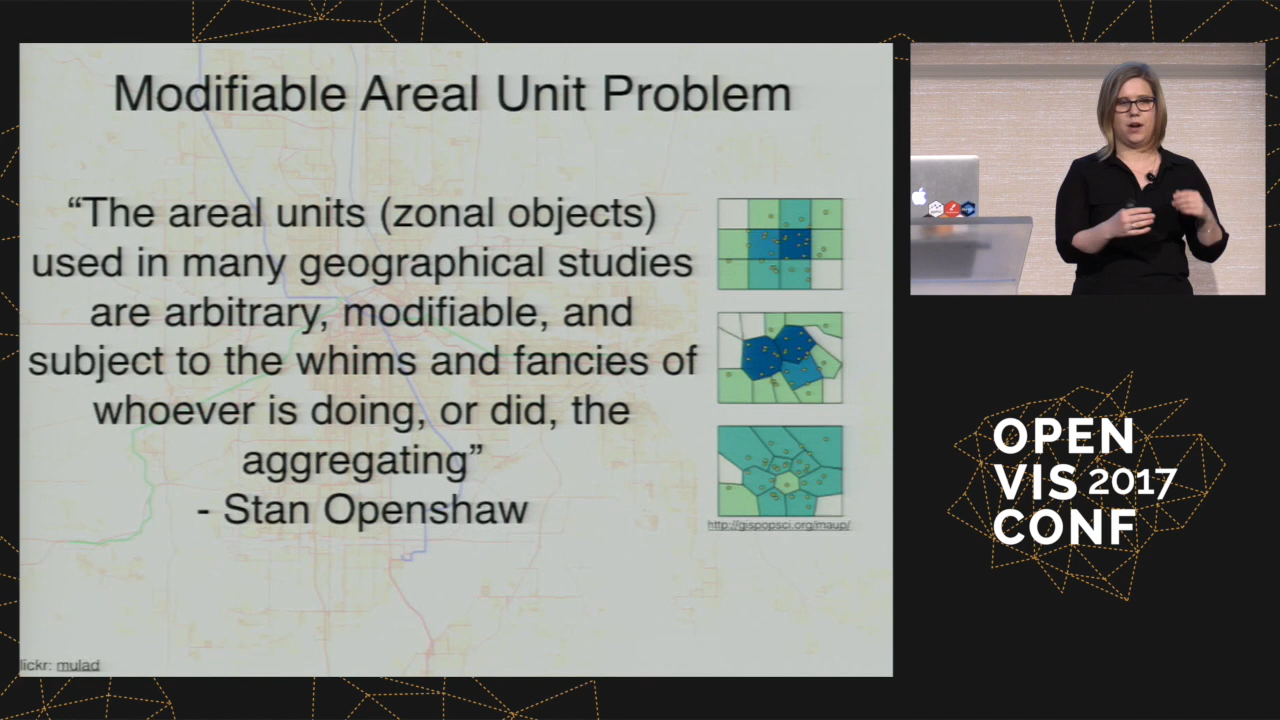 Modifiable Areal Unit Problem
“The areal units (zonal objects)
used in many geographical studies
are arbitrary, modifiable, and
subject to the whims and fancies of
whoever is doing, or did, the
aggregating”
- Stan Openshaw
http://gispopsci.org/maup/
lickr: mulad
OPEN
VIS 2017
CONF